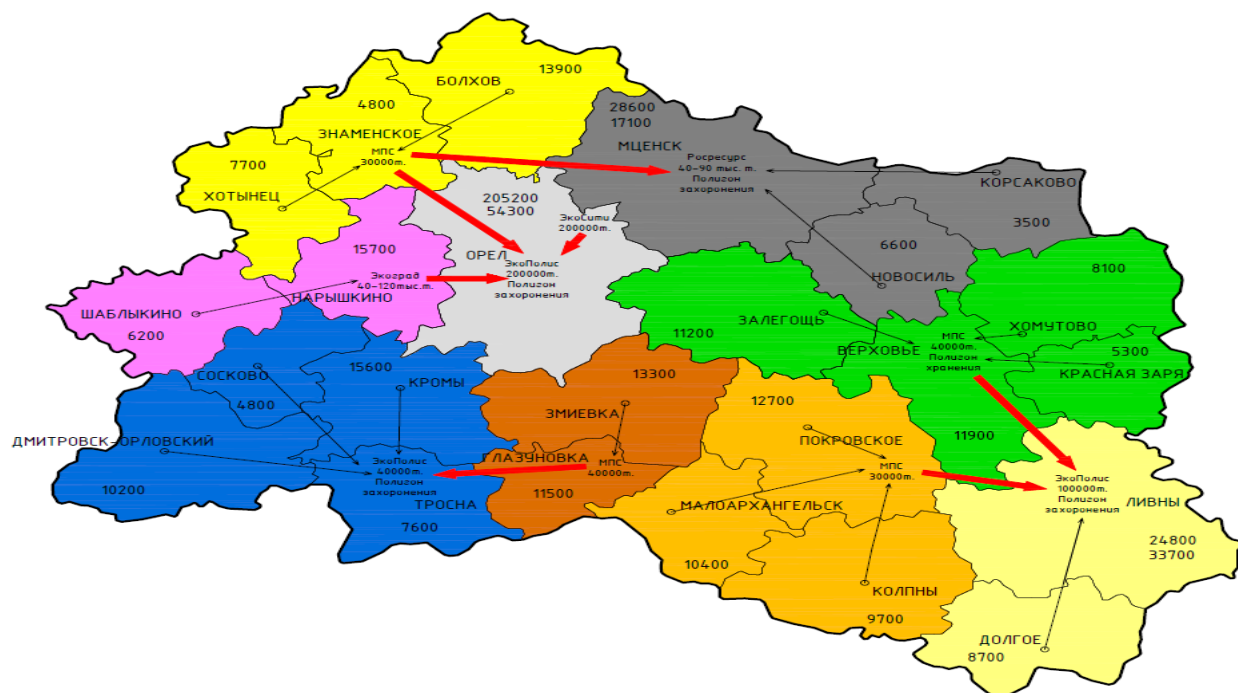 БОЛХОВ
13900
4800
ЗНАМЕНСКОЕ
МПС
30000т.
7700
ХОТЫНЕЦ
28600
17100
МЦЕНСК
Росресурс
40-90 тыс. т.
Полигон
захоронения
КОРСАКОВО
3500
6600
НОВОСИЛЬ
205200
54300
ЭкоСити
200000т.
ОРЕЛ
ЭкоПолис
200000т.
Полигон
захоронения
15700
Экоград
40-120тыс.т.
НАРЫШКИНО
ШАБЛЫКИНО
6200
8100
ЗАЛЕГОЩЬ
11200
ВЕРХОВЬЕ
МПС
40000т.
Полигон
хранения
ХОМУТОВО
5300
КРАСНАЯ ЗАРЯ
11900
СОСКОВО
4800
15600
КРОМЫ
ДМИТРОВСК-ОРЛОВСКИЙ
10200
ЭкоПолис
40000т.
Полигон
захоронения
ТРОСНА
7600
13300
ЗМИЕВКА
ГЛАЗУНОВКА
МПС
40000т.
11500
12700
ПОКРОВСКОЕ
МПС
30000т.
МАЛОАРХАНГЕЛЬСК
10400
КОЛПНЫ
9700
ЭкоПолис
100000т.
Полигон
захоронения
ЛИВНЫ
24800
33700
ДОЛГОЕ
8700